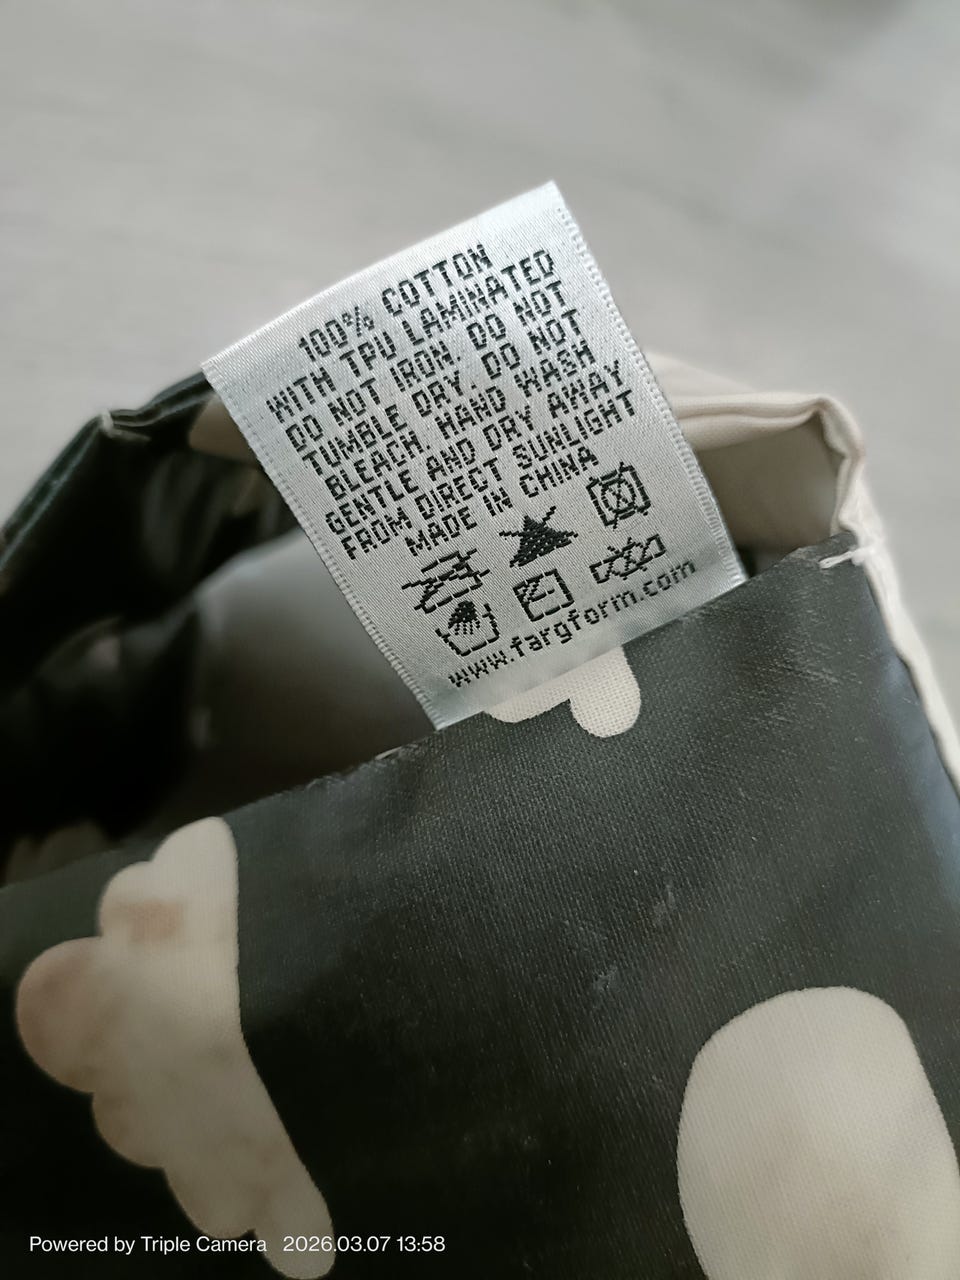 100% COTTON
WITH TPU LAMINATED
DO NOT IRON. DO NOT
TUMBLE DRY. DO NOT
BLEACH. HAND WASH
GENTLE AND DRY AWAY
FROM DIRECT SUNLIGHT
MADE IN CHINA
www.fargform.com
Powered by Triple Camera 2026.03.07 13:58